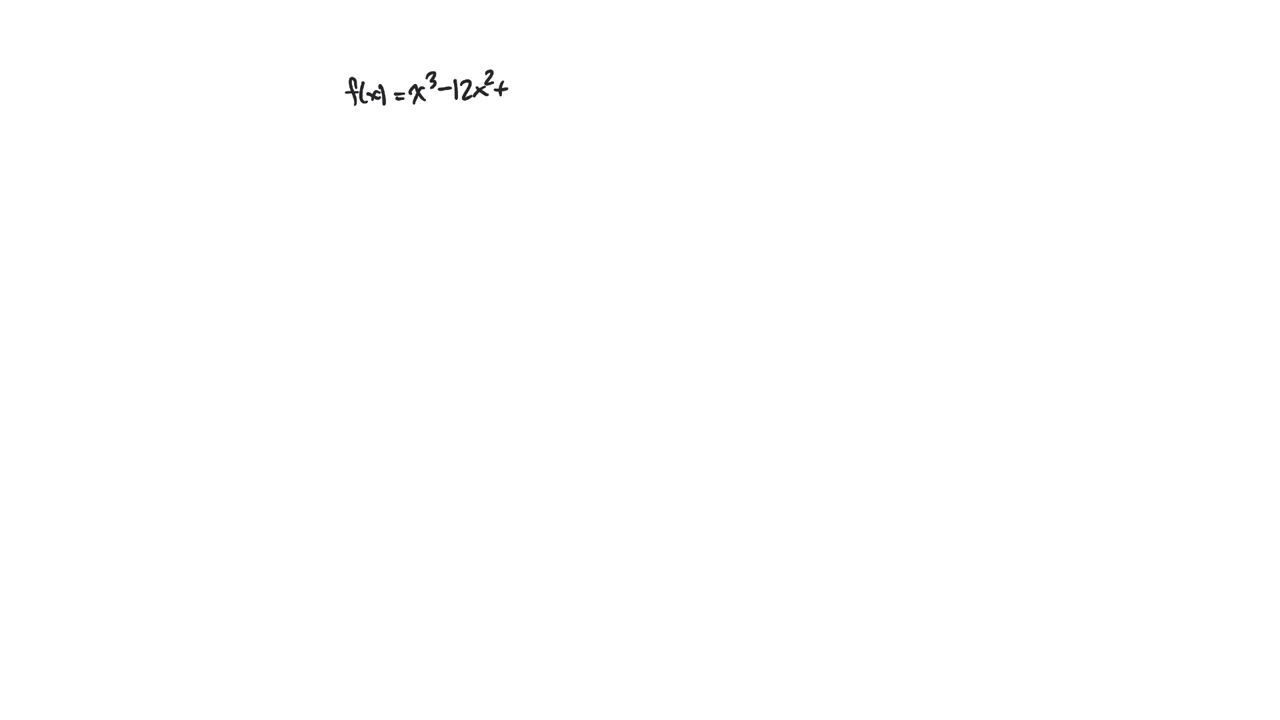 f(x) = x³-12x²+